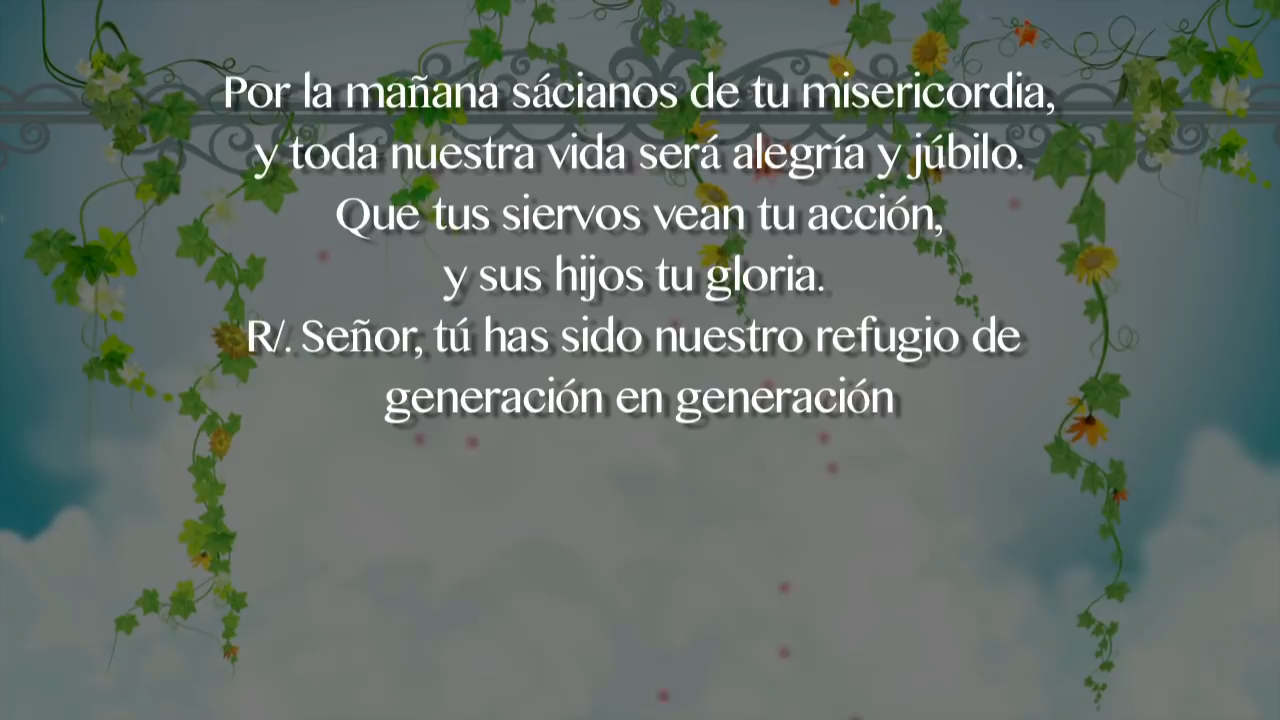 Por la mañana sácianos de tu misericordia,
y toda nuestra vida será alegría y júbilo.
Que tus siervos vean tu acción,
y sus hijos tu gloria.
R/. Señor, tú has sido nuestro refugio de
generación en generación